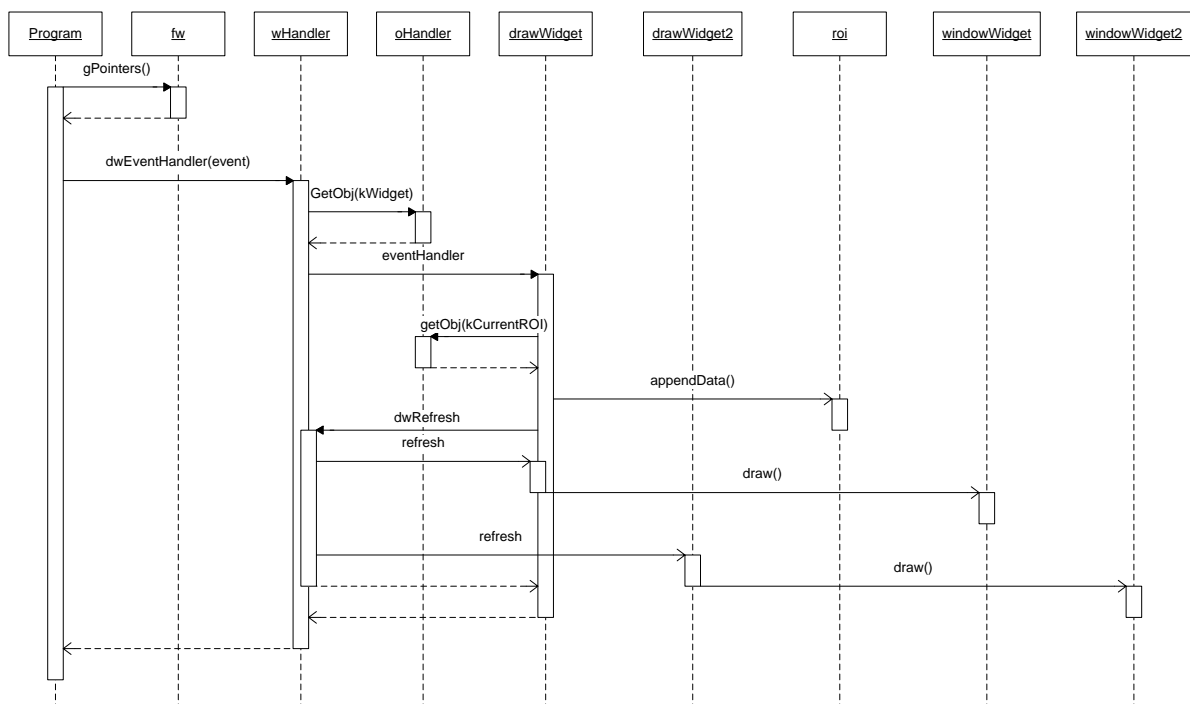 Program
fw
wHandler
oHandler
drawWidget
drawWidget2
roi
windowWidget
windowWidget2
gPointers()
dwEventHandler(event)
GetObj(kWidget)
eventHandler
getObj(kCurrentROI)
appendData()
dwRefresh
refresh
draw()
refresh
draw()